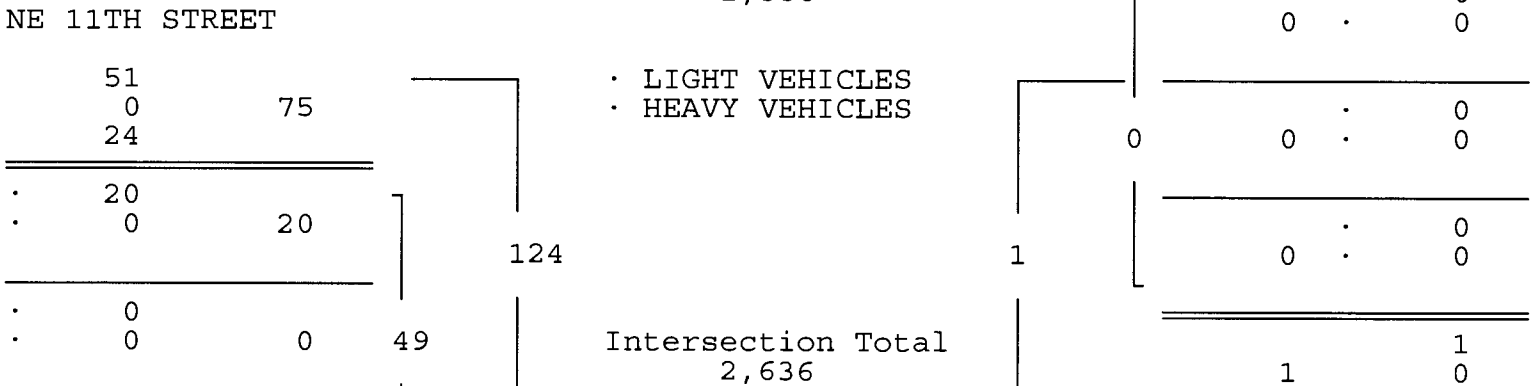 NE 11TH STREET
0 · 0
51 · LIGHT VEHICLES
0 75 · HEAVY VEHICLES · 0
24 0 0 · 0
· 20
· 0 20 · 0
124 1 0 · 0
· 0
· 0 0 49 Intersection Total 1
2,636 1 0